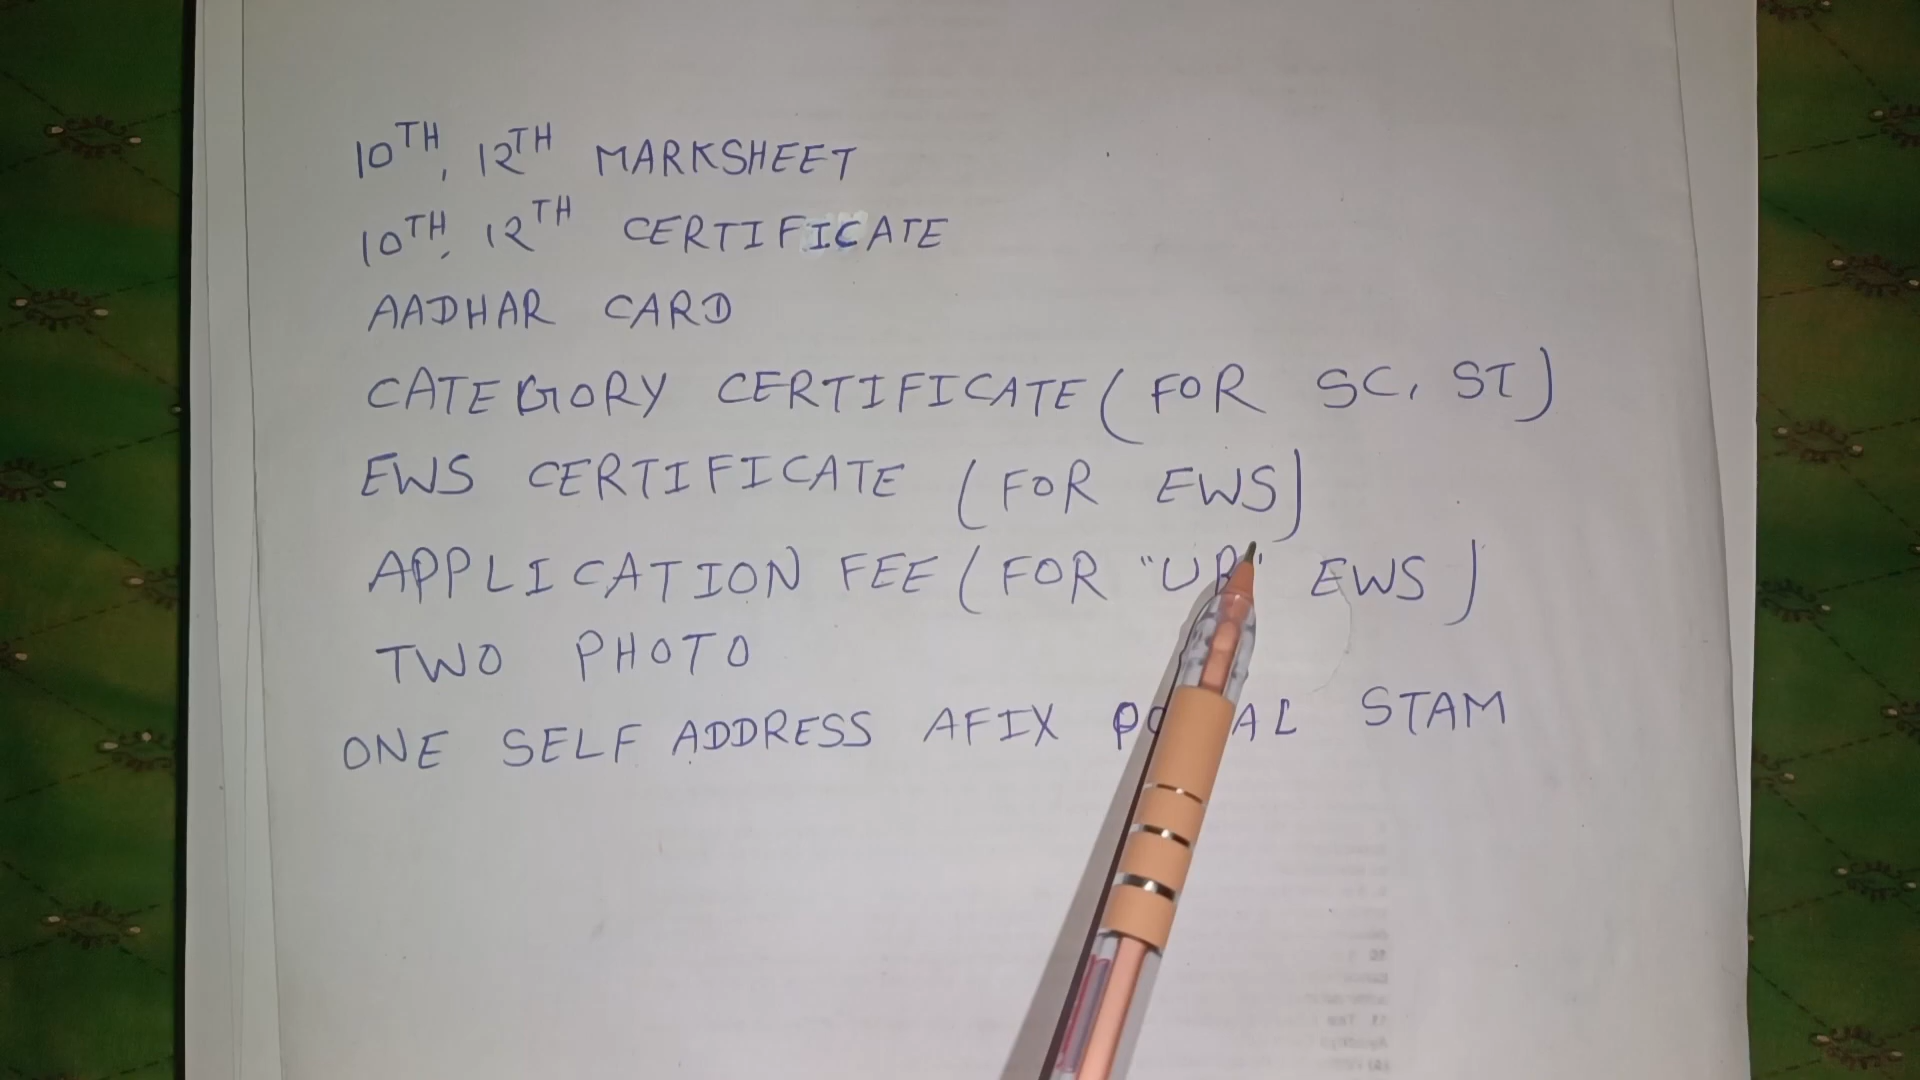 10TH, 12TH MARKSHEET
10TH, 12TH CERTIFICATE
AADHAR CARD
CATEGORY CERTIFICATE (FOR SC, ST)
EWS CERTIFICATE (FOR EWS)
APPLICATION FEE (FOR "UR" EWS)
TWO PHOTO
ONE SELF ADDRESS AFIX STAM